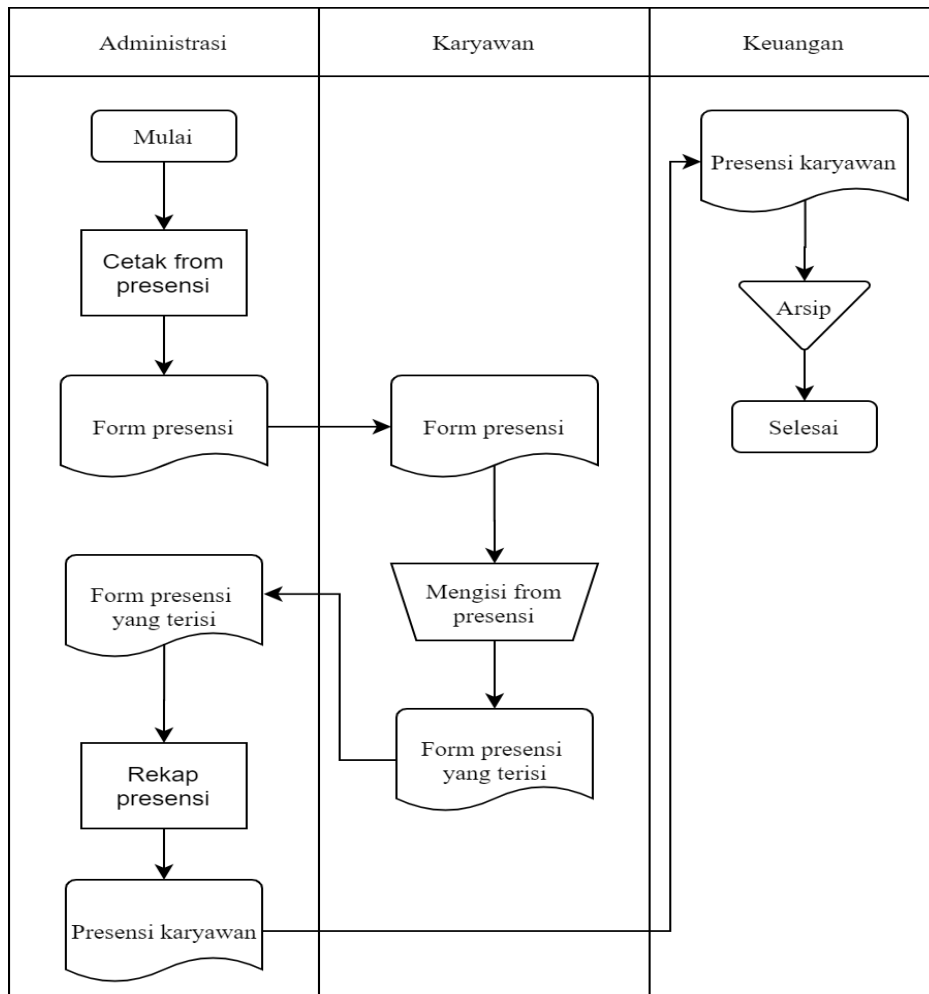 Administrasi
Karyawan
Keuangan
Mulai
Cetak from
presensi
Form presensi
Form presensi
Mengisi from
presensi
Form presensi
yang terisi
Form presensi
yang terisi
Rekap
presensi
Presensi karyawan
Presensi karyawan
Arsip
Selesai